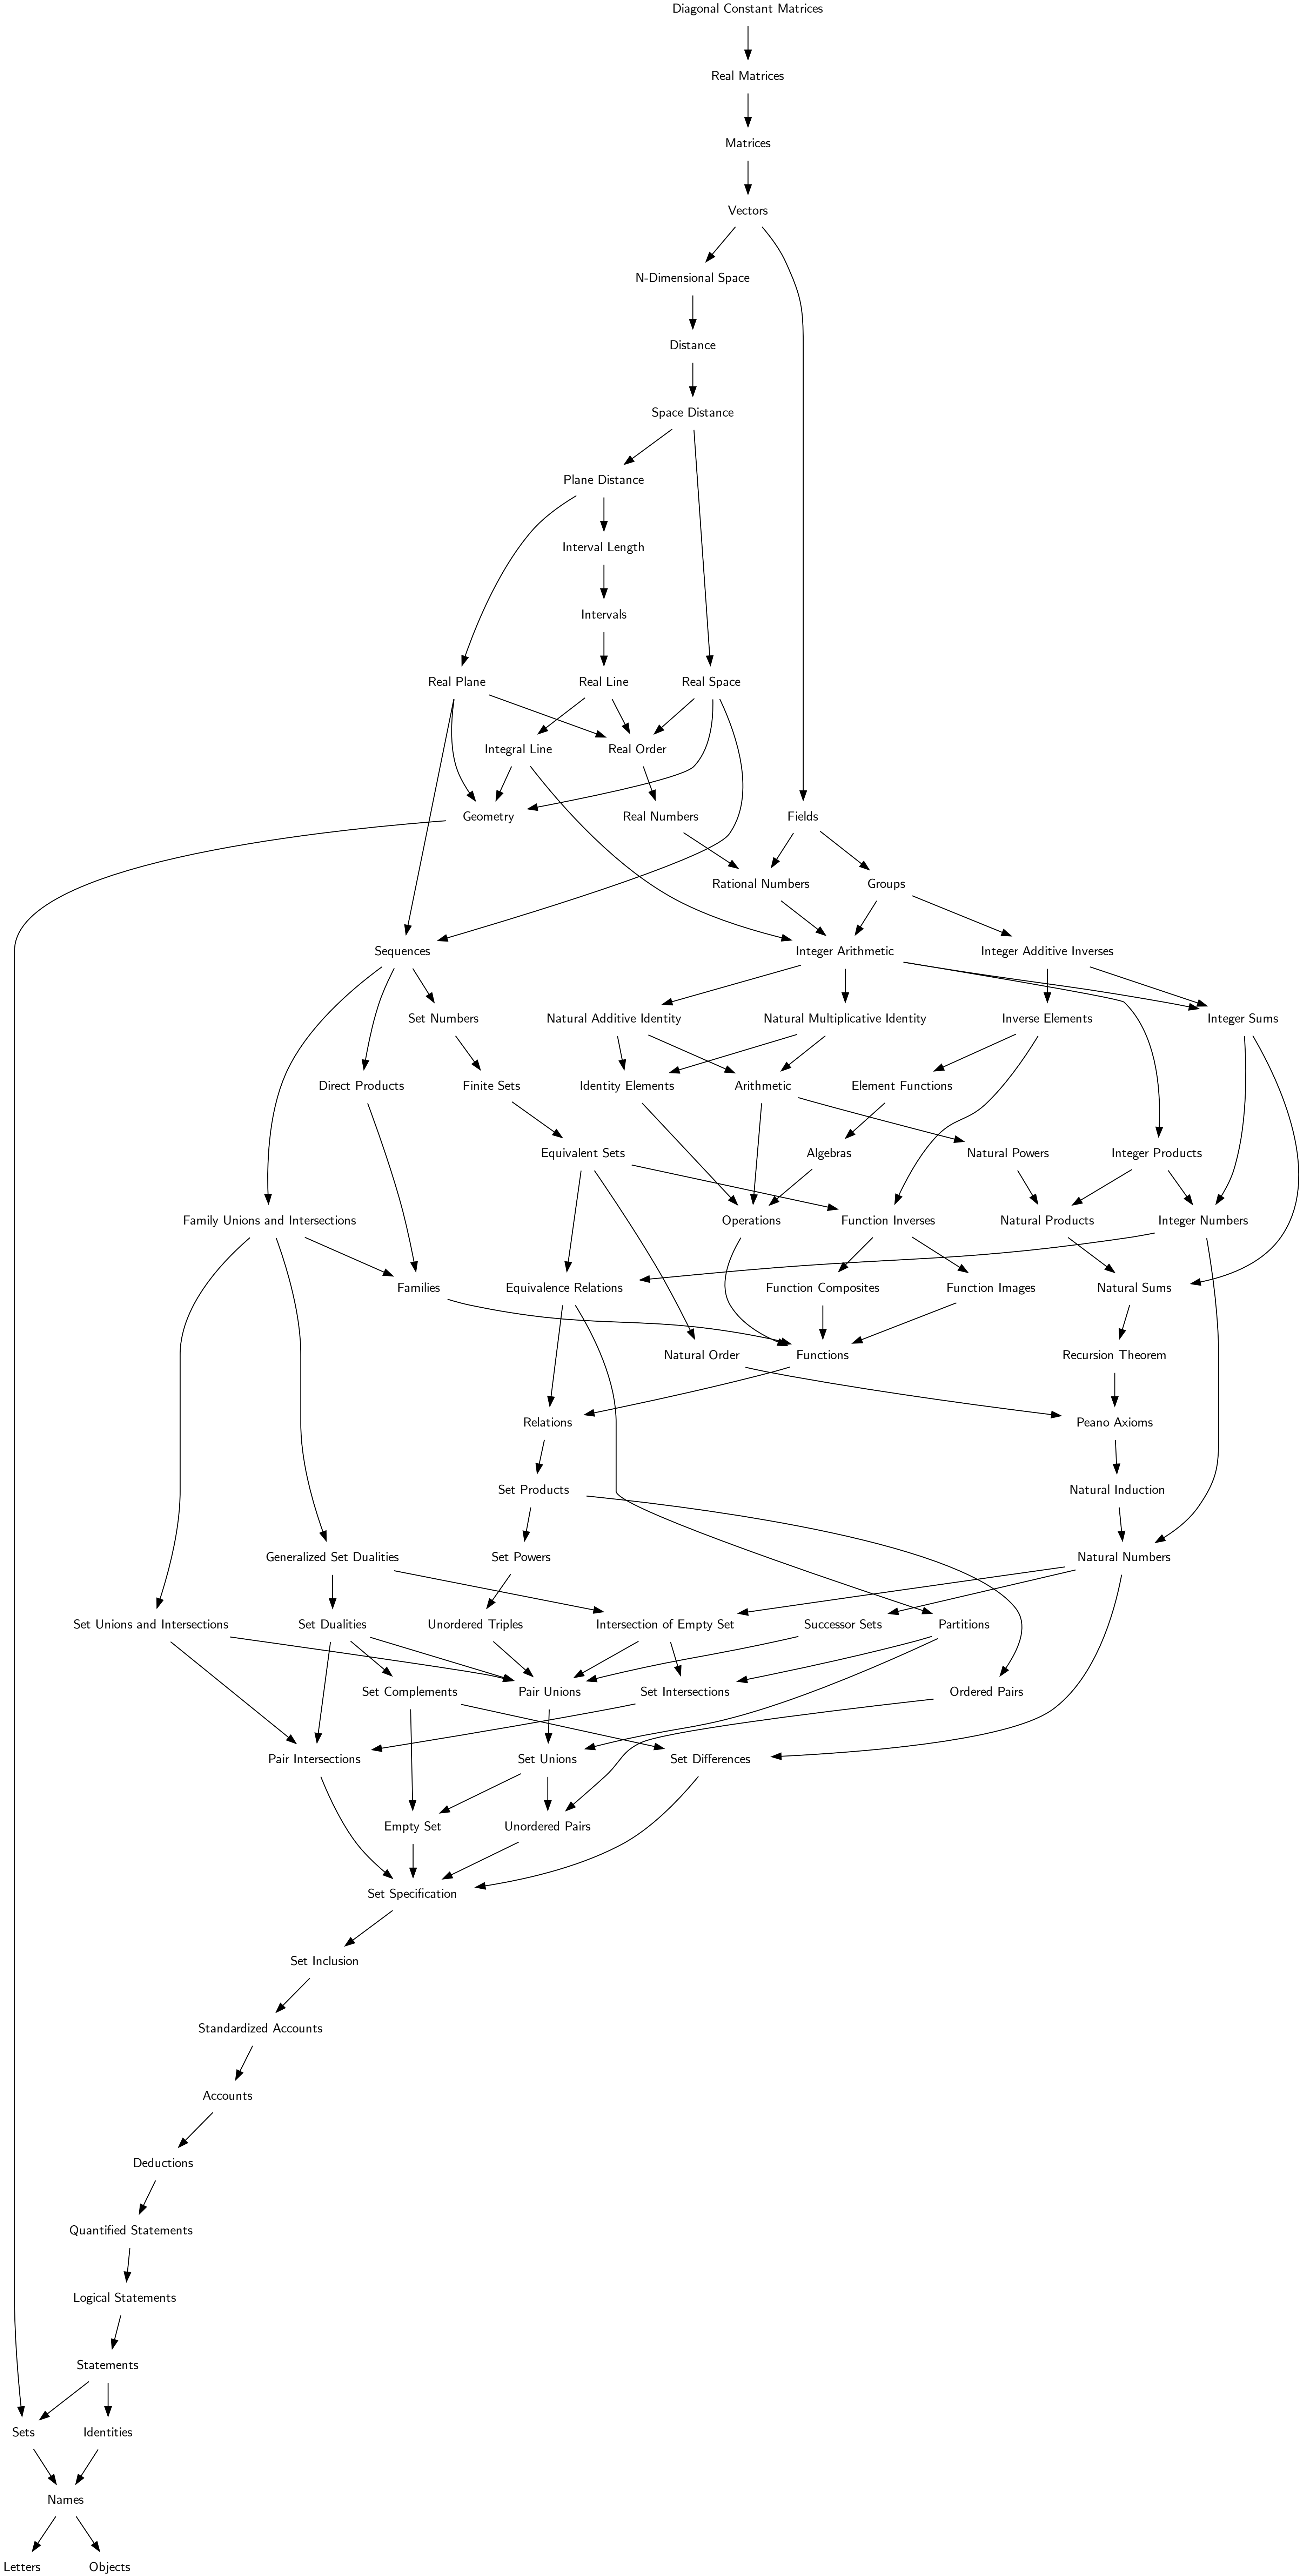 Diagonal Constant Matrices
Real Matrices
Matrices
Vectors
N-Dimensional Space
Distance
Space Distance
Plane Distance
Interval Length
Intervals
Real Plane
Real Line
Real Space
Integral Line
Real Order
Geometry
Real Numbers
Fields
Rational Numbers
Groups
Sequences
Integer Arithmetic
Integer Additive Inverses
Set Numbers
Natural Additive Identity
Natural Multiplicative Identity
Inverse Elements
Integer Sums
Direct Products
Finite Sets
Identity Elements
Arithmetic
Element Functions
Equivalent Sets
Algebras
Natural Powers
Integer Products
Family Unions and Intersections
Operations
Function Inverses
Natural Products
Integer Numbers
Families
Equivalence Relations
Function Composites
Function Images
Natural Sums
Natural Order
Functions
Recursion Theorem
Relations
Peano Axioms
Set Products
Natural Induction
Generalized Set Dualities
Set Powers
Natural Numbers
Set Unions and Intersections
Set Dualities
Unordered Triples
Intersection of Empty Set
Successor Sets
Partitions
Set Complements
Pair Unions
Set Intersections
Ordered Pairs
Pair Intersections
Set Unions
Set Differences
Empty Set
Unordered Pairs
Set Specification
Set Inclusion
Standardized Accounts
Accounts
Deductions
Quantified Statements
Logical Statements
Statements
Sets
Identities
Names
Letters
Objects